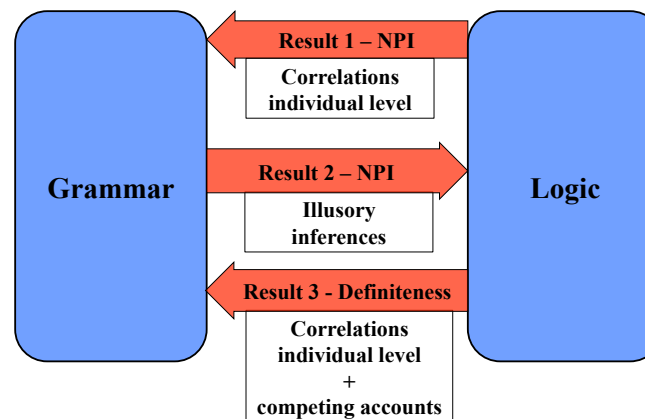 Result 1 – NPI
Correlations
individual level
Grammar
Result 2 – NPI
Logic
Illusory
inferences
Result 3 - Definiteness
Correlations
individual level
+
competing accounts